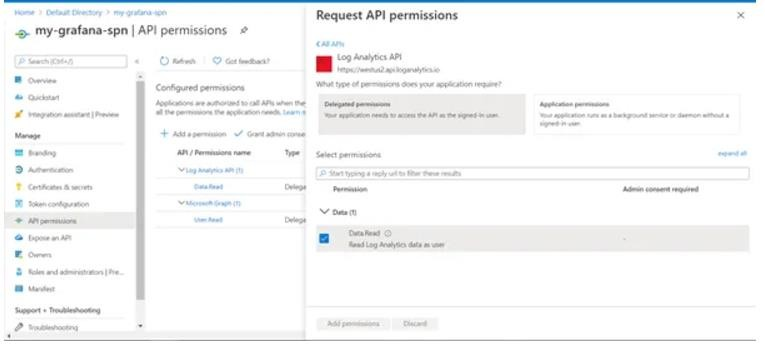 Home > Default Directory > my-grafana-spn
my-grafana-spn | API permissions
Search (Ctrl+/)
Overview
Quickstart
Integration assistant | Preview
Manage
Branding
Authentication
Certificates & secrets
Token configuration
API permissions
Expose an API
Owners
Roles and administrators | Pre...
Manifest
Support + Troubleshooting
Troubleshooting
Refresh
Got feedback?
Configured permissions
Applications are authorized to call APIs when they
all the permissions the application needs. Learn m
Add a permission
Grant admin conse
API / Permissions name Type
Log Analytics API (1)
Data.Read Delega
Microsoft Graph (1)
User.Read Delega
Request API permissions
All APIs
Log Analytics API
https://westus2.api.loganalytics.io
What type of permissions does your application require?
Delegated permissions
Your application needs to access the API as the signed-in user.
Application permissions
Your application runs as a background service or daemon without a
signed-in user.
Select permissions expand all
Start typing a reply url to filter these results
Permission Admin consent required
Data (1)
Data.Read
Read Log Analytics data as user -
Add permissions Discard